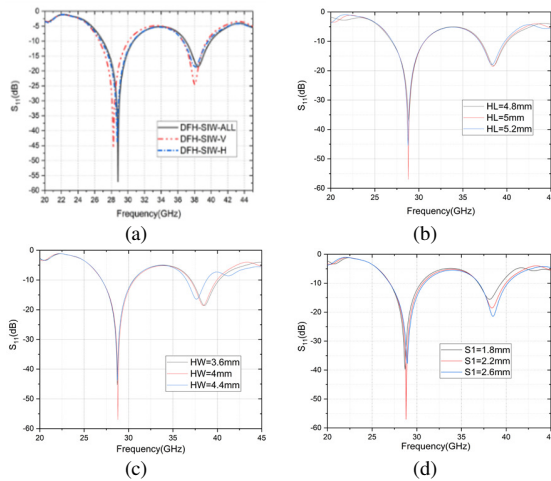 0
-5
-10
-15
-20
-25
-30
-35
-40
-45
-50
-55
-60
S11(dB)
DFH-SIW-ALL
DFH-SIW-V
DFH-SIW-H
20 22 24 26 28 30 32 34 36 38 40 42 44
Frequency(GHz)
(a)
0
-10
-20
-30
-40
-50
-60
S11(dB)
HL=4.8mm
HL=5mm
HL=5.2mm
20 25 30 35 40 45
Frequency(GHz)
(b)
0
-10
-20
-30
-40
-50
-60
S11(dB)
HW=3.6mm
HW=4mm
HW=4.4mm
20 25 30 35 40 45
Frequency(GHz)
(c)
0
-10
-20
-30
-40
-50
-60
S11(dB)
S1=1.8mm
S1=2.2mm
S1=2.6mm
20 25 30 35 40
Frequency(GHz)
(d)